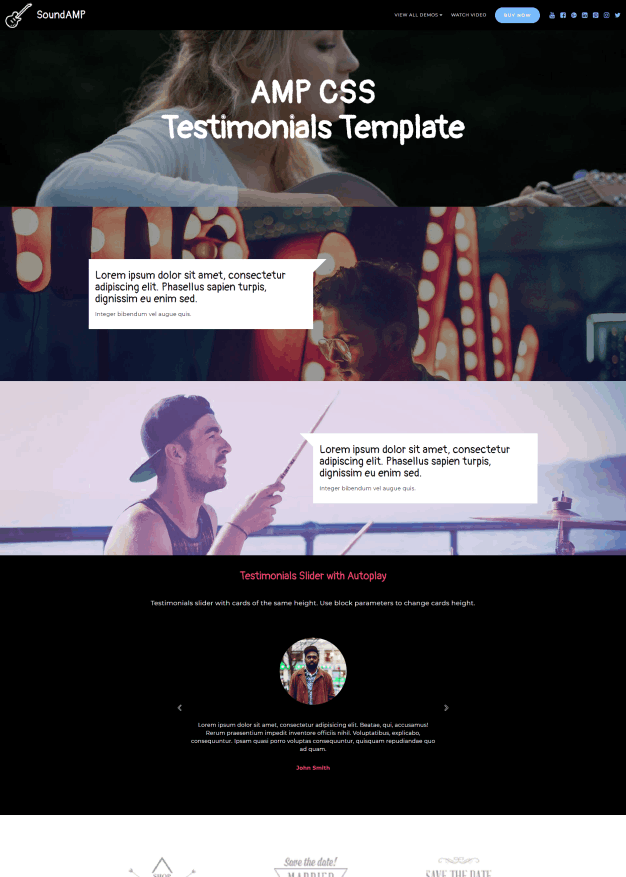 SoundAMP
VIEW ALL DEMOS
WATCH VIDEO
BUY NOW
AMP CSS
Testimonials Template
Lorem ipsum dolor sit amet, consectetur
adipiscing elit. Phasellus sapien turpis,
dignissim eu enim sed.
Integer bibendum vel augue quis.
Lorem ipsum dolor sit amet, consectetur
adipiscing elit. Phasellus sapien turpis,
dignissim eu enim sed.
Integer bibendum vel augue quis.
Testimonials Slider with Autoplay
Testimonials slider with cards of the same height. Use block parameters to change cards height.
Lorem ipsum dolor sit amet, consectetur adipisicing elit. Beatae, qui, accusamus!
Rerum praesentium impedit inventore officiis nihil. Voluptatibus, explicabo,
consequuntur. Ipsam quasi porro voluptas consequuntur, quisquam repudiandae quo
ad quam.
John Smith
SHOP
Save the date!
MARRIED
SAVE THE DATE